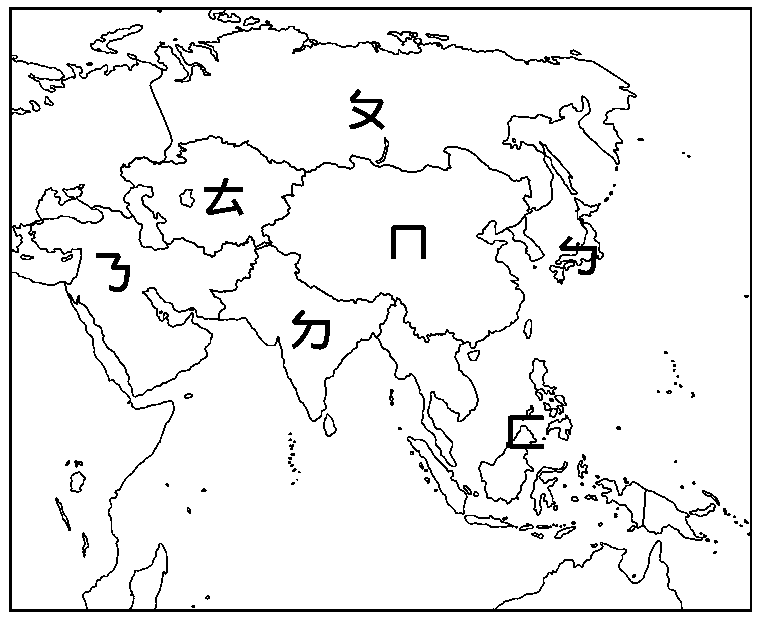 ㄆ
ㄊ
ㄇ
ㄅ
ㄋ
ㄉ
ㄈ